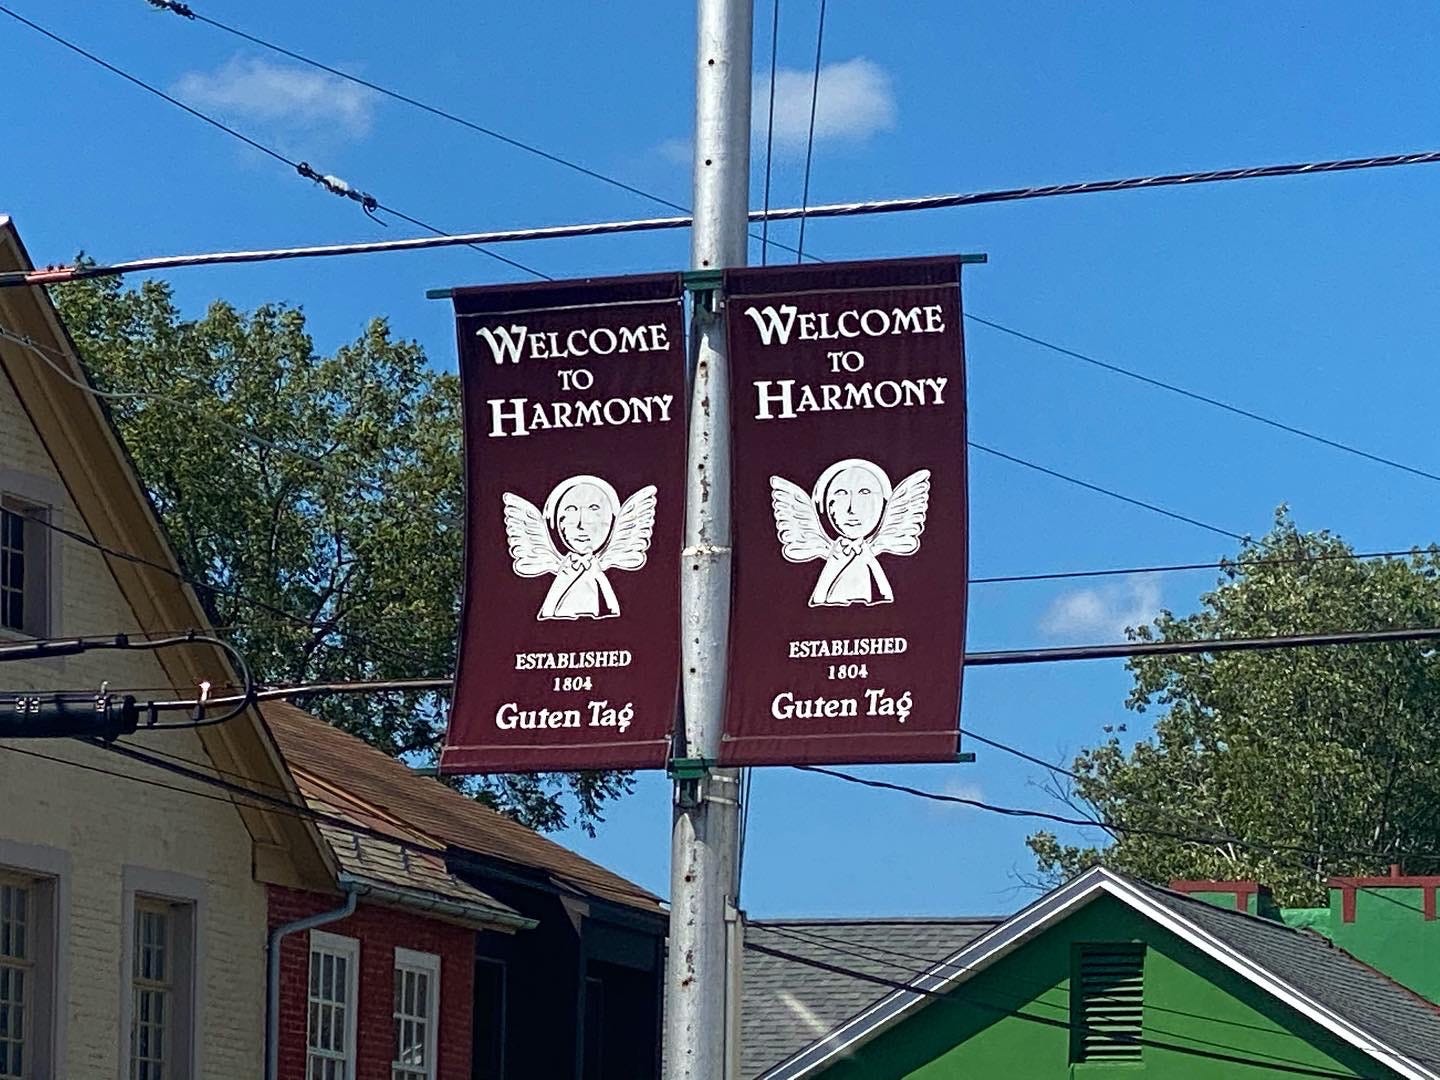 WELCOME
TO
HARMONY
ESTABLISHED
1804
Guten Tag
WELCOME
TO
HARMONY
ESTABLISHED
1804
Guten Tag